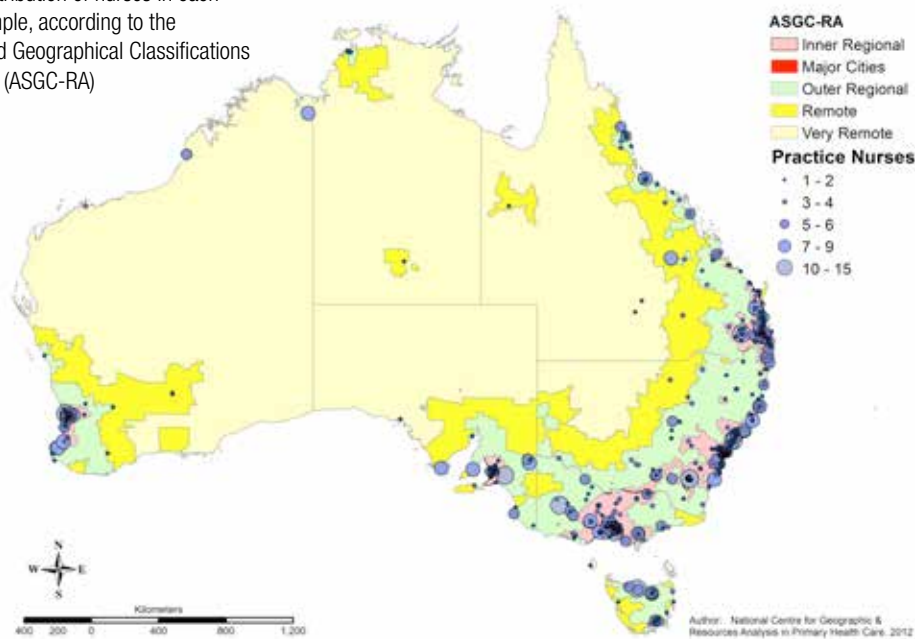 ribution of nurses in each
ple, according to the
d Geographical Classifications
(ASGC-RA)
ASGC-RA
Inner Regional
Major Cities
Outer Regional
Remote
Very Remote
Practice Nurses
1 - 2
3 - 4
5 - 6
7 - 9
10 - 15
N
W E
S
Kilometers
400 200 0 400 800 1,200
Author: National Centre for Geographic &
Resources Analysis in Primary Health Care, 2012